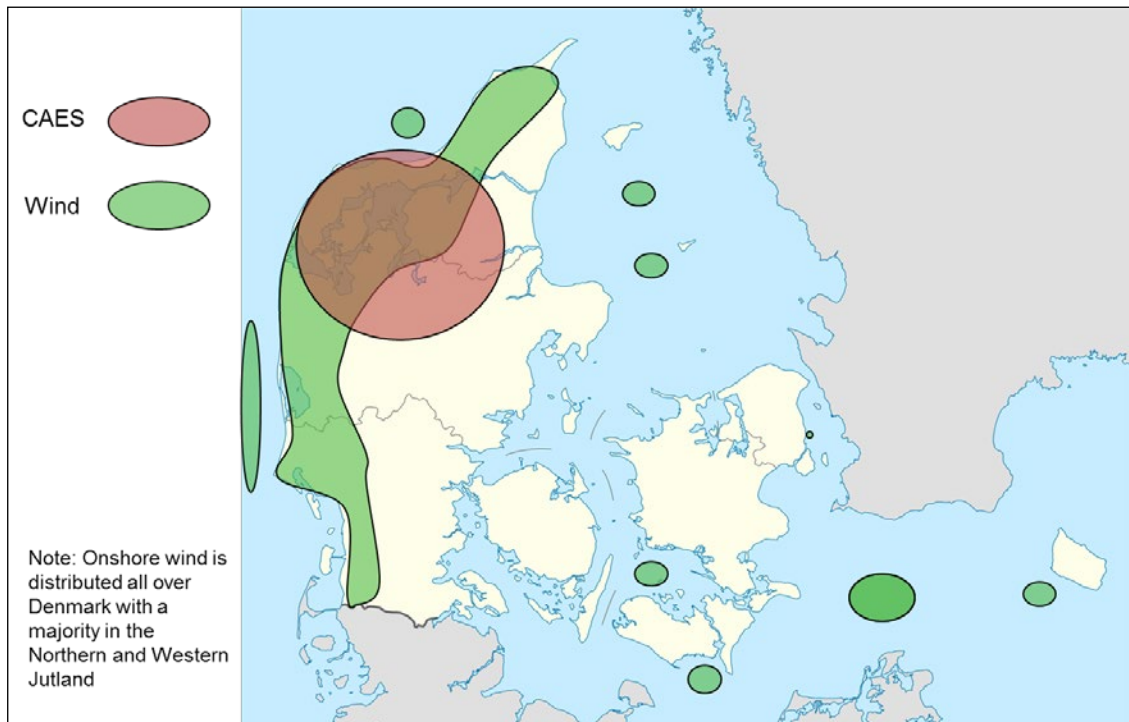 CAES
Wind
Note: Onshore wind is
distributed all over
Denmark with a
majority in the
Northern and Western
Jutland